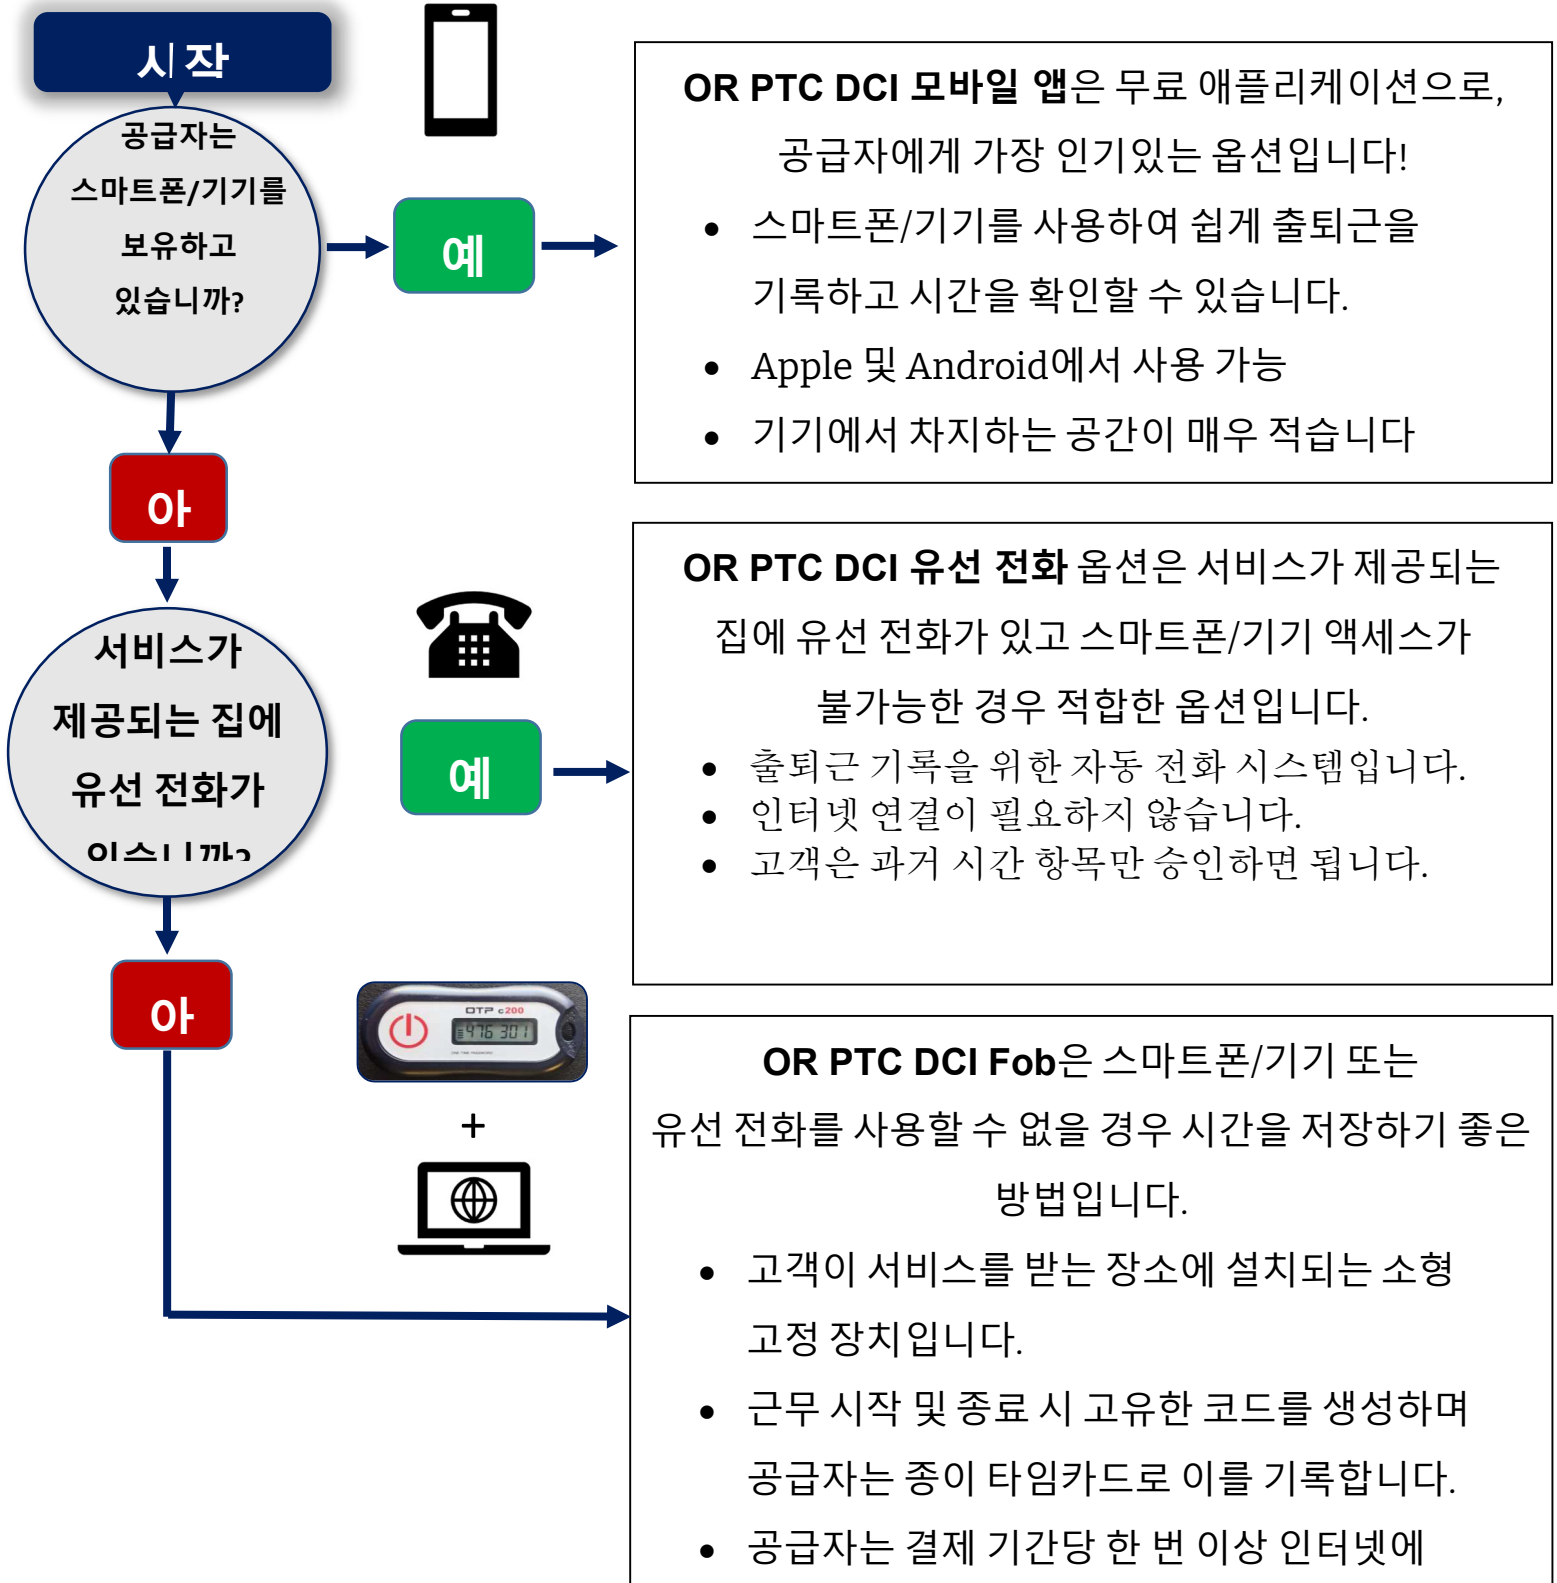 시작
공급자는
스마트폰/기기를
보유하고
있습니까?
예
OR PTC DCI 모바일 앱은 무료 애플리케이션으로,
공급자에게 가장 인기있는 옵션입니다!
• 스마트폰/기기를 사용하여 쉽게 출퇴근을
기록하고 시간을 확인할 수 있습니다.
• Apple 및 Android에서 사용 가능
• 기기에서 차지하는 공간이 매우 적습니다
아
서비스가
제공되는 집에
유선 전화가
있습니까?
예
OR PTC DCI 유선 전화 옵션은 서비스가 제공되는
집에 유선 전화가 있고 스마트폰/기기 액세스가
불가능한 경우 적합한 옵션입니다.
• 출퇴근 기록을 위한 자동 전화 시스템입니다.
• 인터넷 연결이 필요하지 않습니다.
• 고객은 과거 시간 항목만 승인하면 됩니다.
아
OTP c200
476 301
+
OR PTC DCI Fob은 스마트폰/기기 또는
유선 전화를 사용할 수 없을 경우 시간을 저장하기 좋은
방법입니다.
• 고객이 서비스를 받는 장소에 설치되는 소형
고정 장치입니다.
• 근무 시작 및 종료 시 고유한 코드를 생성하며
공급자는 종이 타임카드로 이를 기록합니다.
• 공급자는 결제 기간당 한 번 이상 인터넷에